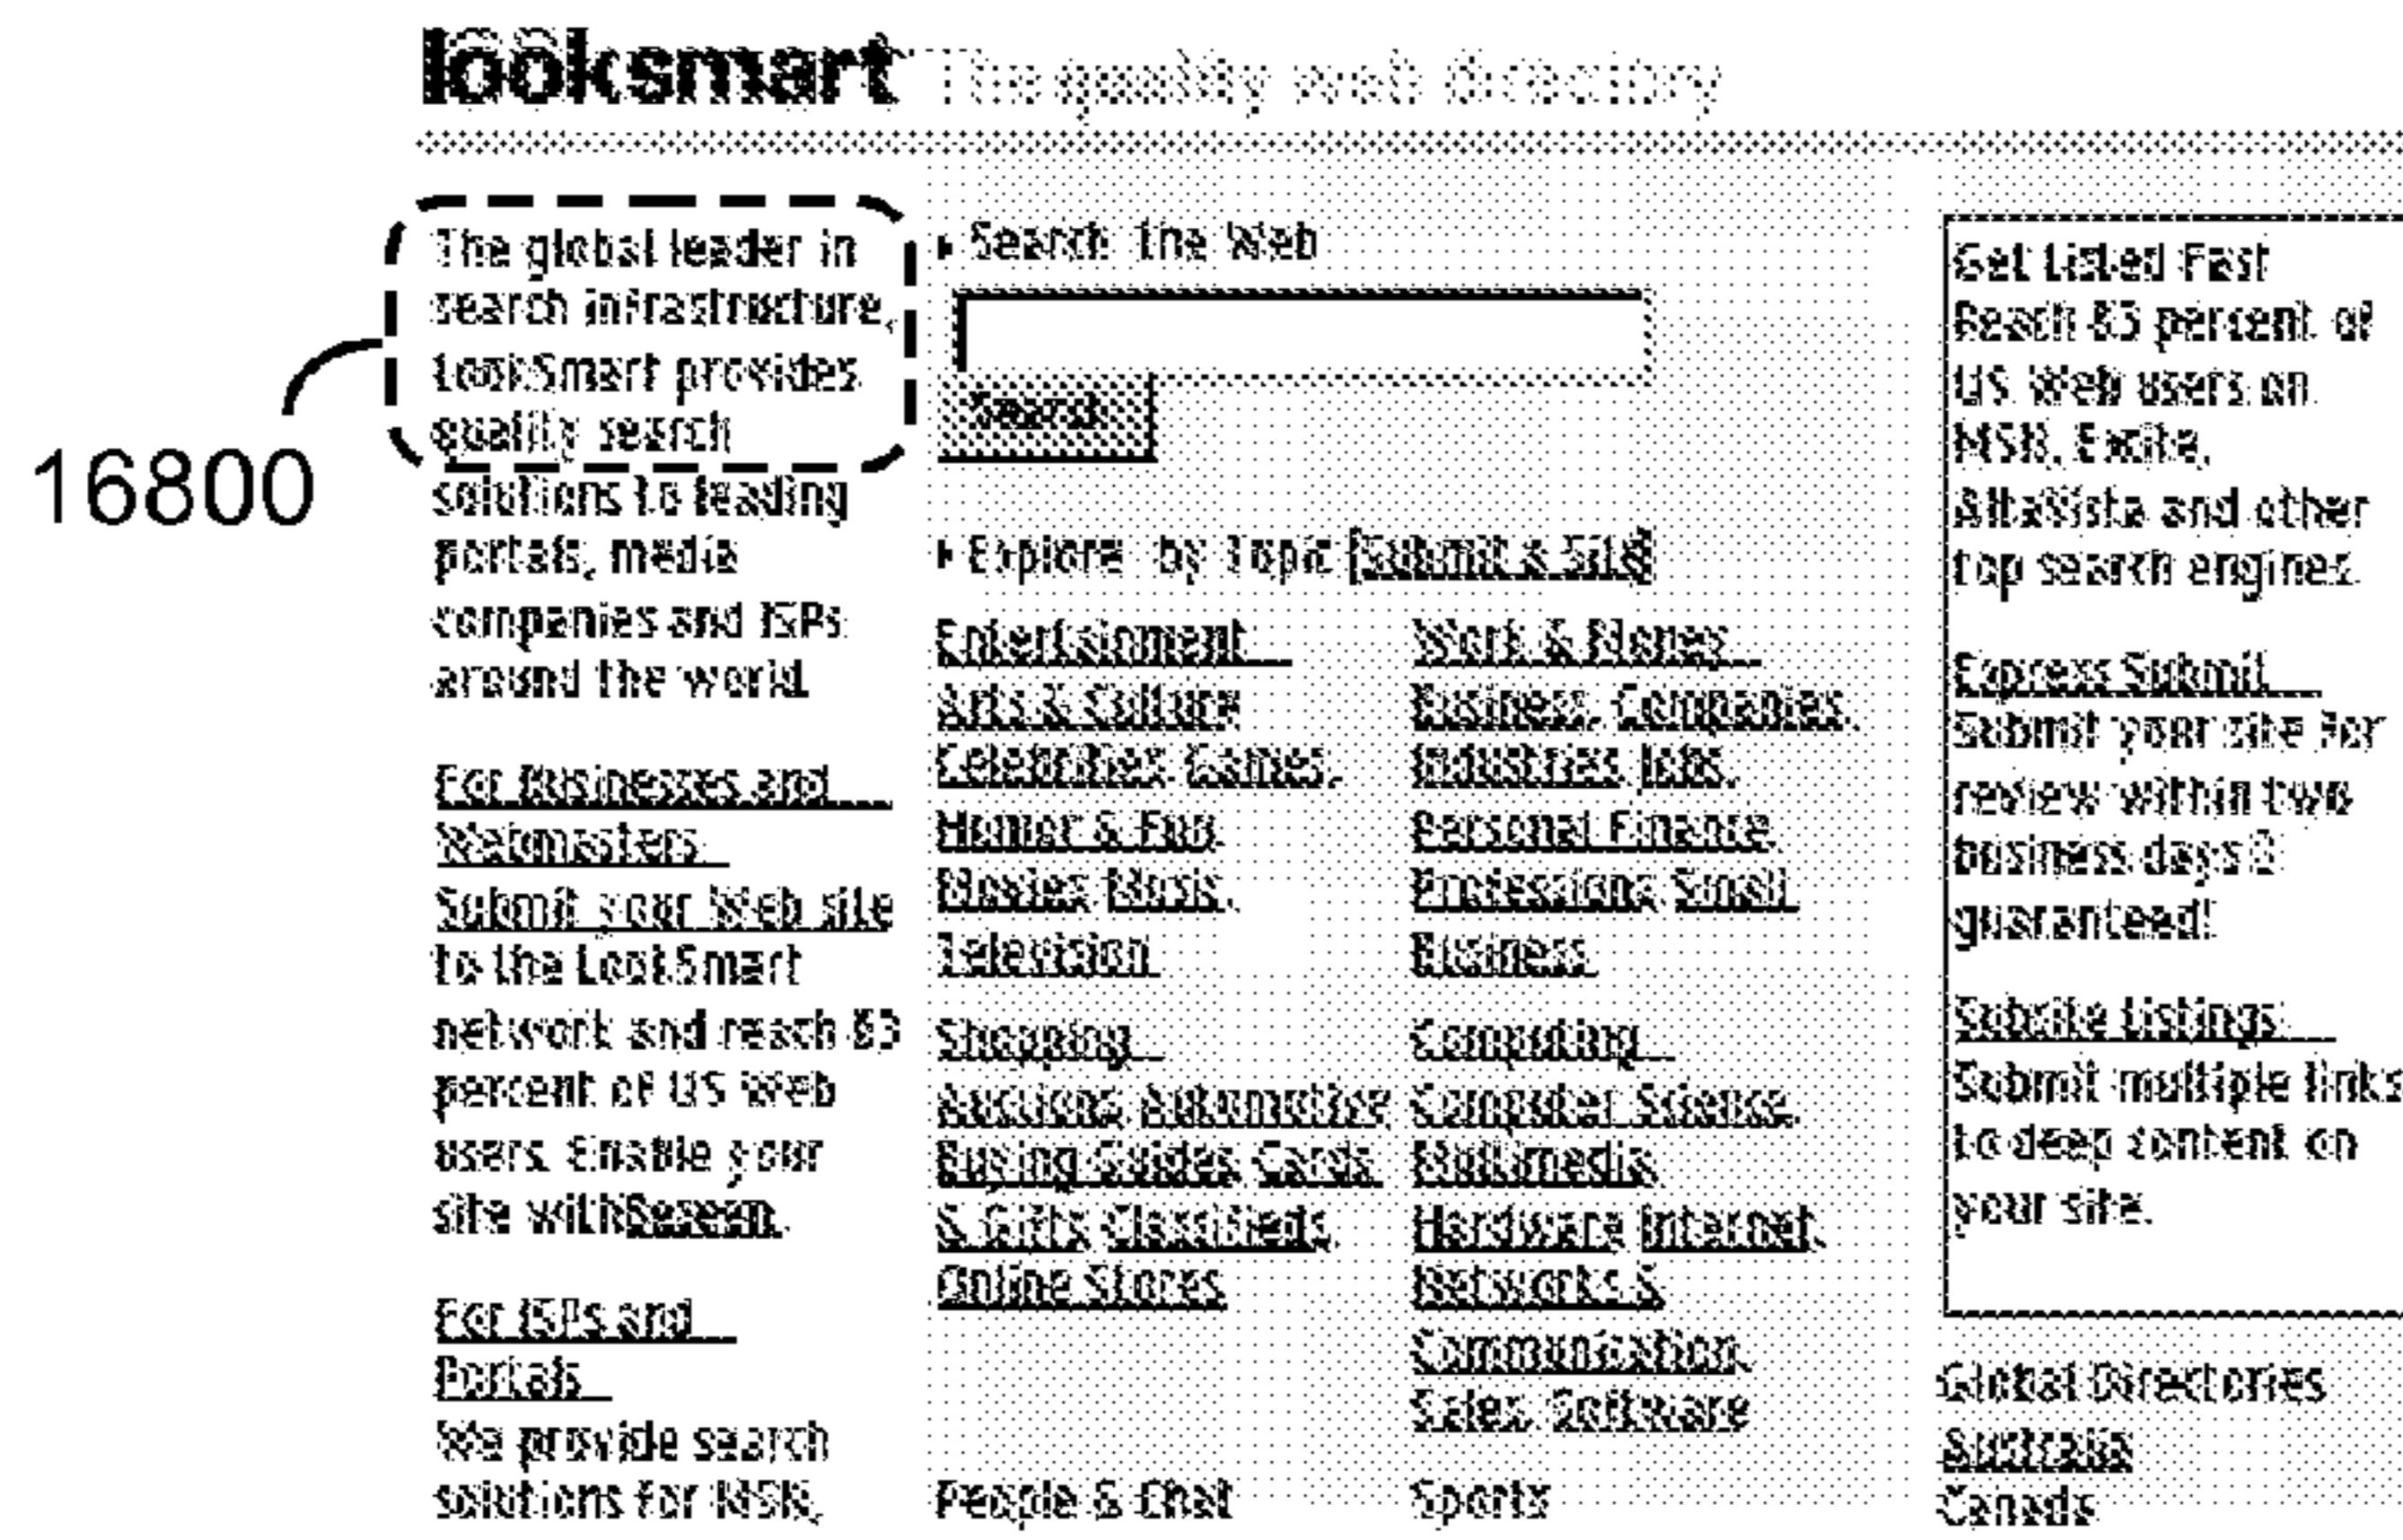 looksmart The quality web directory
16800
The global leader in
search infrastructure,
LookSmart provides
quality search
solutions to leading
portals, media
companies and ISPs
around the world.
For Businesses and
Webmasters
Submit your Web site
to the LookSmart
network and reach 83
percent of US Web
users. Enable your
site with
For ISPs and
Portals
We provide search
solutions for MSN,
Search the Web
Search
Explore by Topic [Submit a Site]
Entertainment
Arts & Culture
Celebrities, Games,
Humor & Fun,
Movies, Music,
Television
Shopping
Auctions, Automotive
Buying Guides, Cards
& Gifts, Classifieds,
Online Stores
People & Chat
Work & Money
Business, Companies,
Industries, Jobs,
Personal Finance,
Professions, Small
Business
Computing
Computer Science,
Multimedia,
Hardware, Internet,
Networks &
Communication,
Sales, Software
Sports
Get Listed Fast
Reach 83 percent of
US Web users on
MSN, Excite,
AltaVista and other
top search engines.
Express Submit
Submit your site for
review within two
business days
guaranteed!
Subsite Listings
Submit multiple links
to deep content on
your site.
Global Directories
Australia
Canada